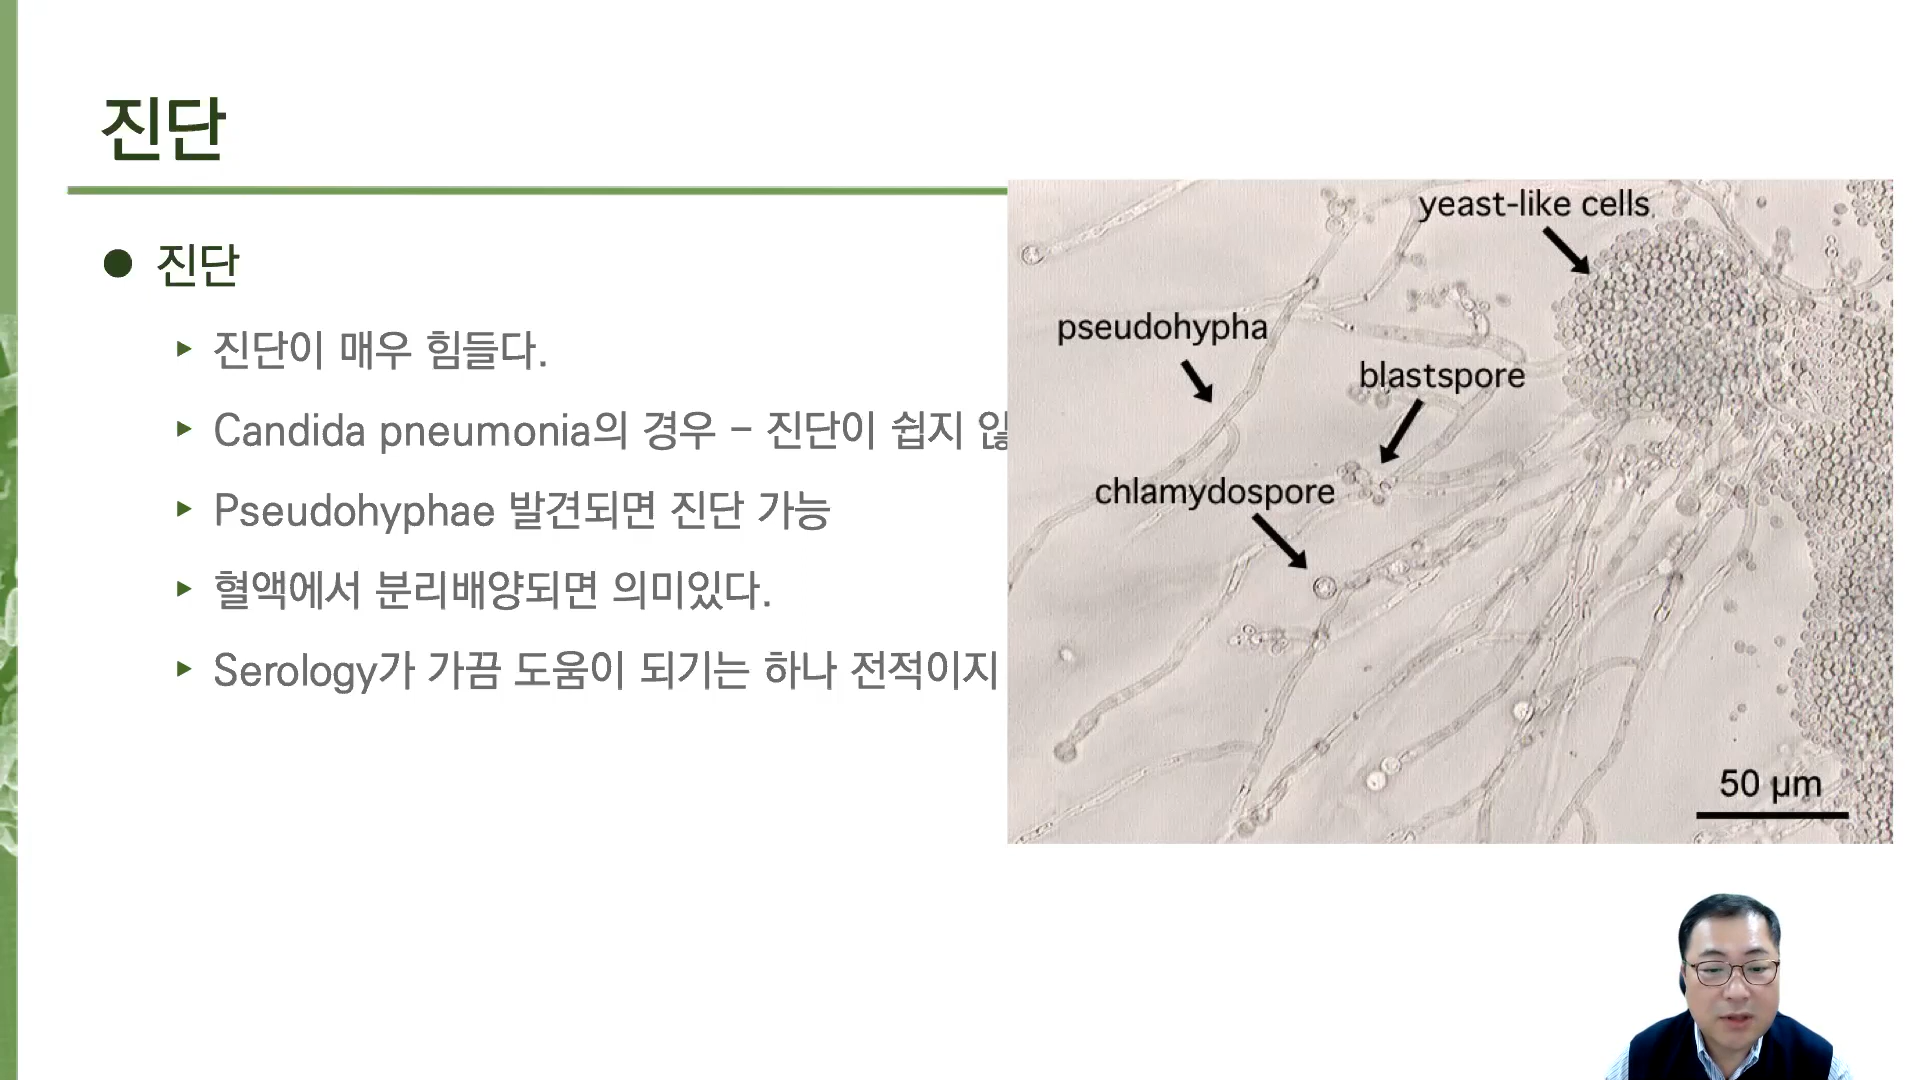 진단
진단
진단이 매우 힘들다.
Candida pneumonia의 경우 – 진단이 쉽지
Pseudohyphae 발견되면 진단 가능
혈액에서 분리배양되면 의미있다.
Serology가 가끔 도움이 되기는 하나 전적이지
yeast-like cells
pseudohypha
blastspore
chlamydospore
50 µm